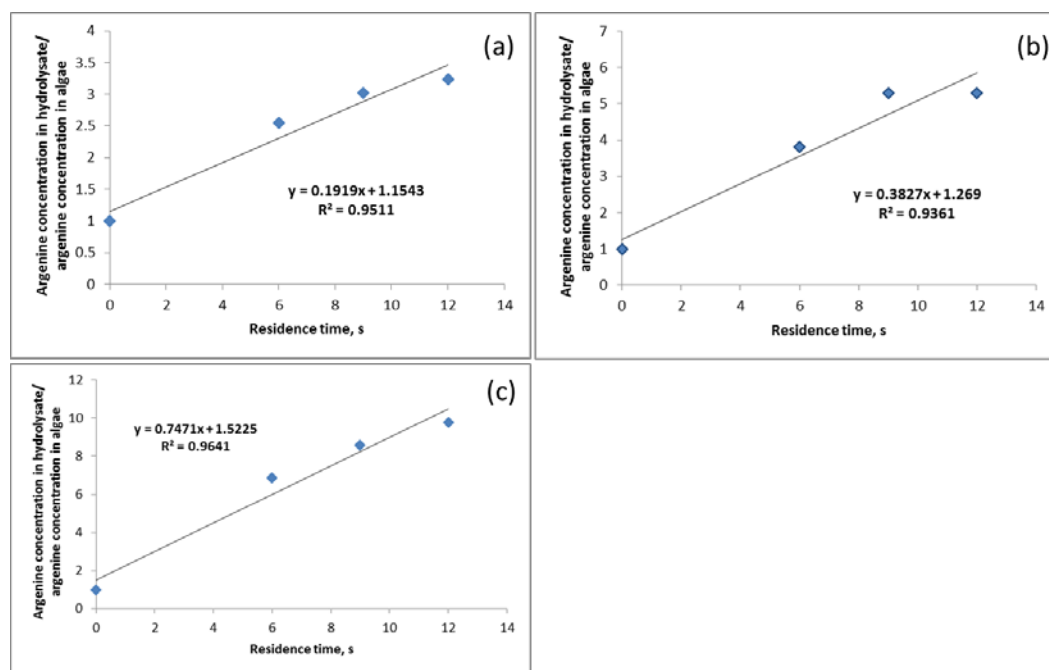 (a)
Argenine concentration in hydrolysate/
argenine concentration in algae
4
3.5
3
2.5
2
1.5
1
0.5
0
y = 0.1919x + 1.1543
R² = 0.9511
0 2 4 6 8 10 12 14
Residence time, s
(b)
Argenine concentration in hydrolysate/
argenine concentration in algae
7
6
5
4
3
2
1
0
y = 0.3827x + 1.269
R² = 0.9361
0 2 4 6 8 10 12 14
Residence time, s
(c)
Argenine concentration in hydrolysate/
argenine concentration in algae
12
10
8
6
4
2
0
y = 0.7471x + 1.5225
R² = 0.9641
0 2 4 6 8 10 12 14
Residence time, s